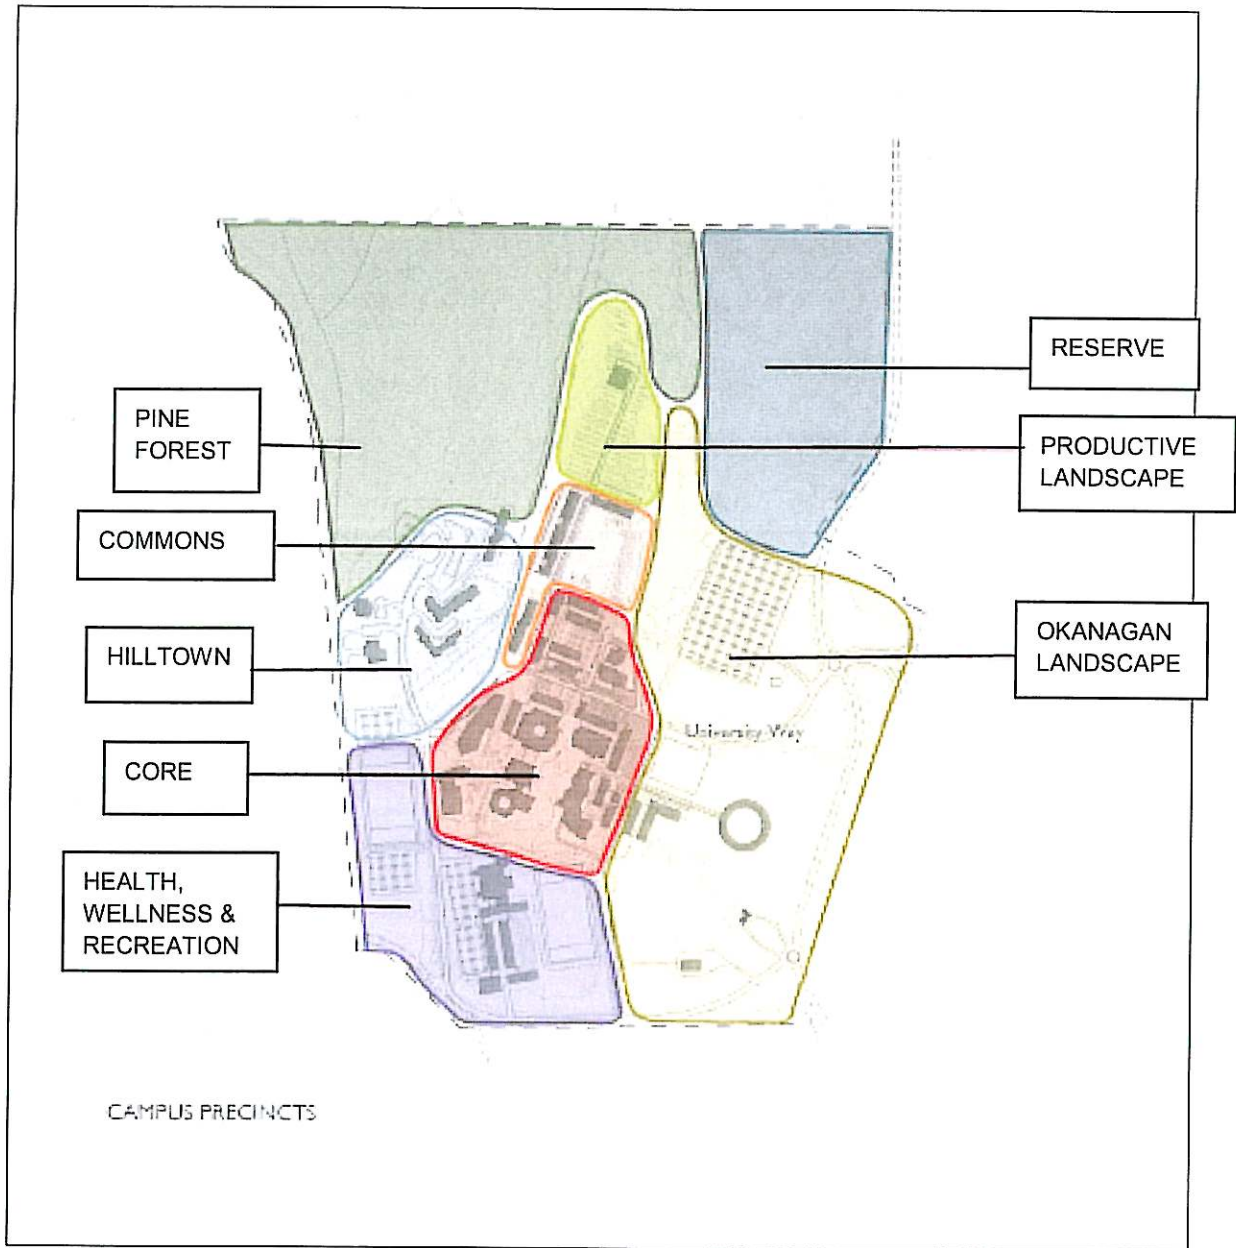 RESERVE
PINE
FOREST
PRODUCTIVE
LANDSCAPE
COMMONS
HILLTOWN
OKANAGAN
LANDSCAPE
University Way
CORE
HEALTH,
WELLNESS &
RECREATION
CAMPUS PRECINCTS